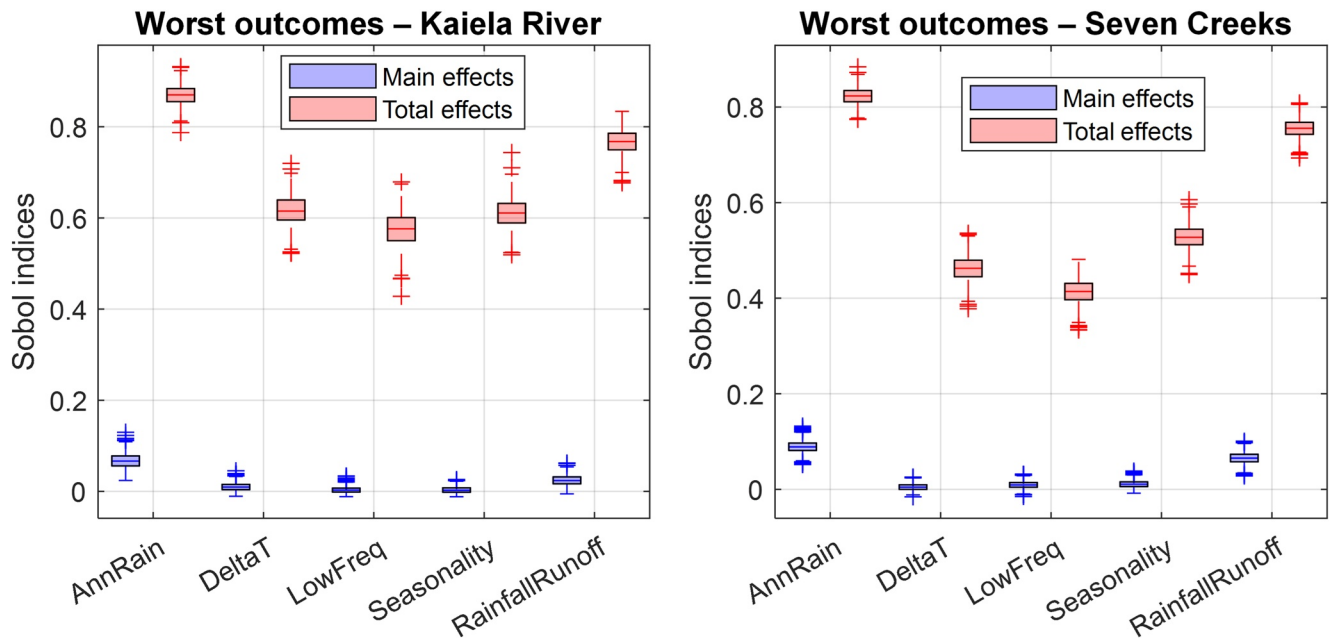 Worst outcomes – Kaiela River
Main effects
Total effects
Sobol indices
0.8
0.6
0.4
0.2
0
AnnRain
DeltaT
LowFreq
Seasonality
RainfallRunoff
Worst outcomes – Seven Creeks
Main effects
Total effects
Sobol indices
0.8
0.6
0.4
0.2
0
AnnRain
DeltaT
LowFreq
Seasonality
RainfallRunoff